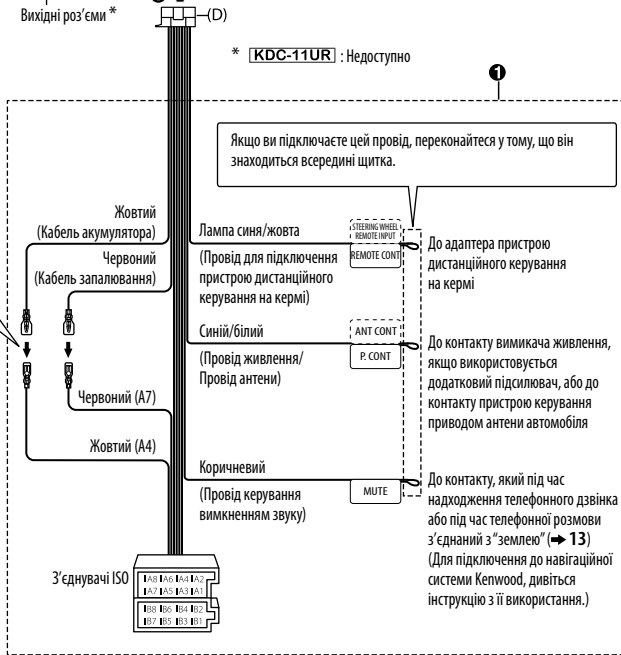 Вихідні роз’єми *
(D)
* KDC-11UR : Недоступно
1
Якщо ви підключаєте цей провід, переконайтеся у тому, що він
знаходиться всередині щитка.
Жовтий
(Кабель акумулятора)
Червоний
(Кабель запалювання)
Червоний (A7)
Жовтий (A4)
Лампа синя/жовта
(Провід для підключення
пристрою дистанційного
керування на кермі)
STEERING WHEEL
REMOTE INPUT
REMOTE CONT
До адаптера пристрою
дистанційного керування
на кермі
Синій/білий
(Провід живлення/
Провід антени)
ANT CONT
P. CONT
До контакту вимикача живлення,
якщо використовується
додатковий підсилювач, або до
контакту пристрою керування
приводом антени автомобіля
Коричневий
(Провід керування
вимкненням звуку)
MUTE
До контакту, який під час
надходження телефонного дзвінка
або під час телефонної розмови
з’єднаний з “землею” (➜ 13)
(Для підключення до навігаційної
системи Kenwood, дивіться
інструкцію з її використання.)
З’єднувачі ISO
A8 A6 A4 A2
A7 A5 A3 A1
B8 B6 B4 B2
B7 B5 B3 B1